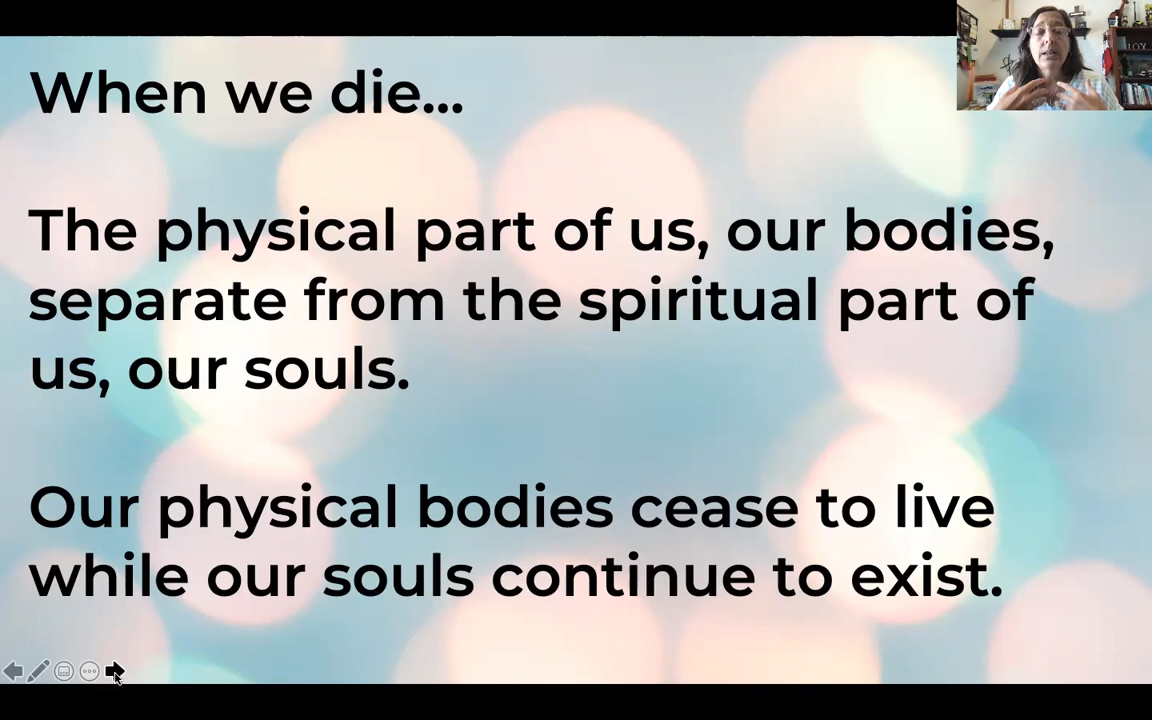 When we die...
The physical part of us, our bodies,
separate from the spiritual part of
us, our souls.
Our physical bodies cease to live
while our souls continue to exist.